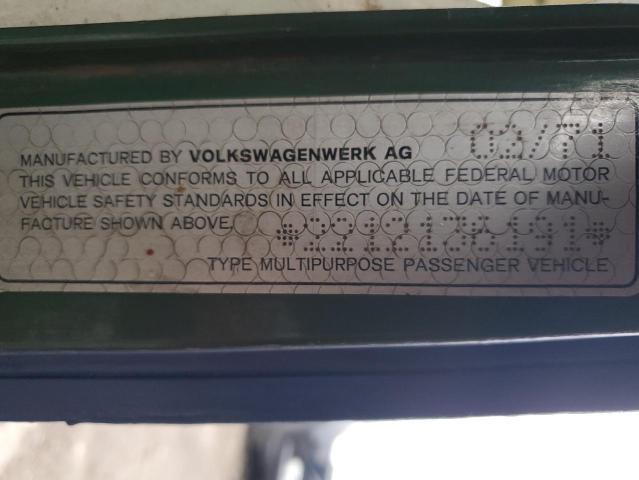 MANUFACTURED BY VOLKSWAGENWERK AG 02/71
THIS VEHICLE CONFORMS TO ALL APPLICABLE FEDERAL MOTOR
VEHICLE SAFETY STANDARDS IN EFFECT ON THE DATE OF MANU-
FACTURE SHOWN ABOVE. *2212136191*
TYPE MULTIPURPOSE PASSENGER VEHICLE